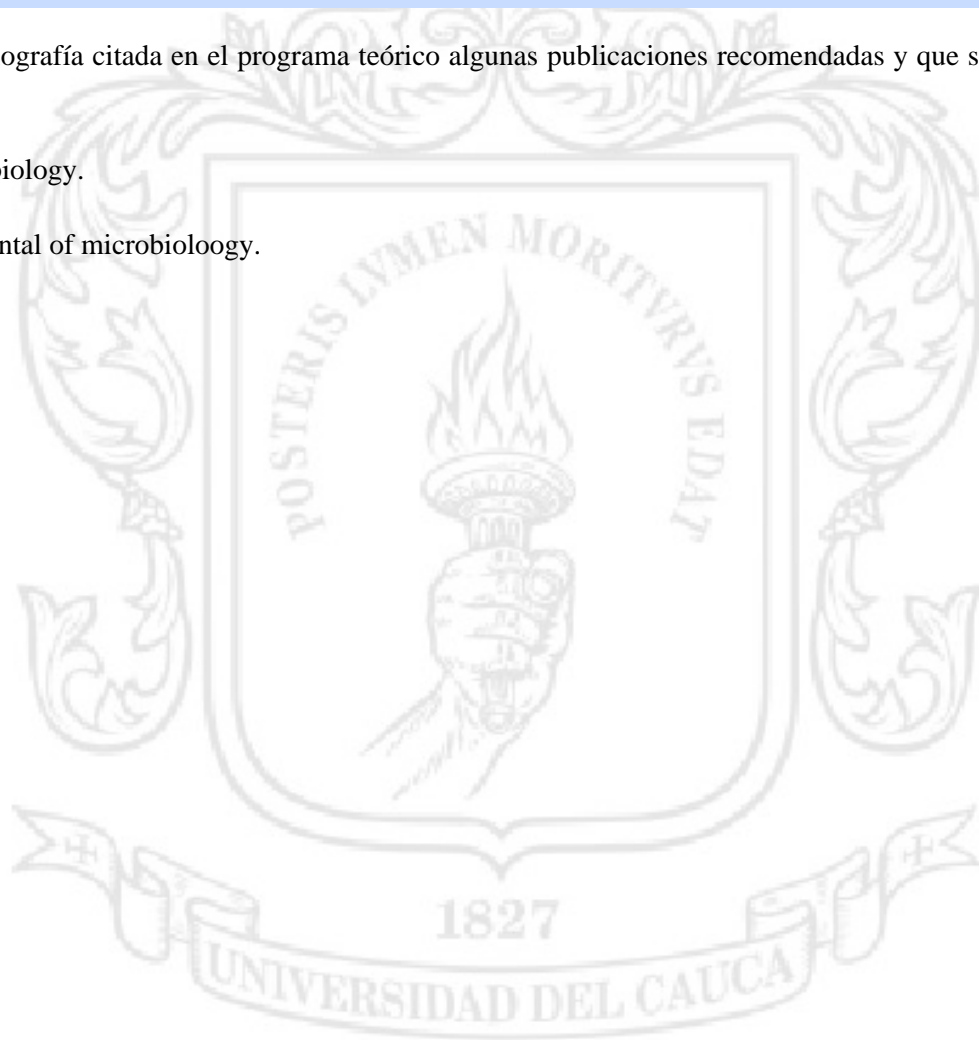 ografía citada en el programa teórico algunas publicaciones recomendadas y que s
biology.
ntal of microbioloogy.
POSTERIS LVMEN MORITVRVS EDAT
1827
UNIVERSIDAD DEL CAUCA